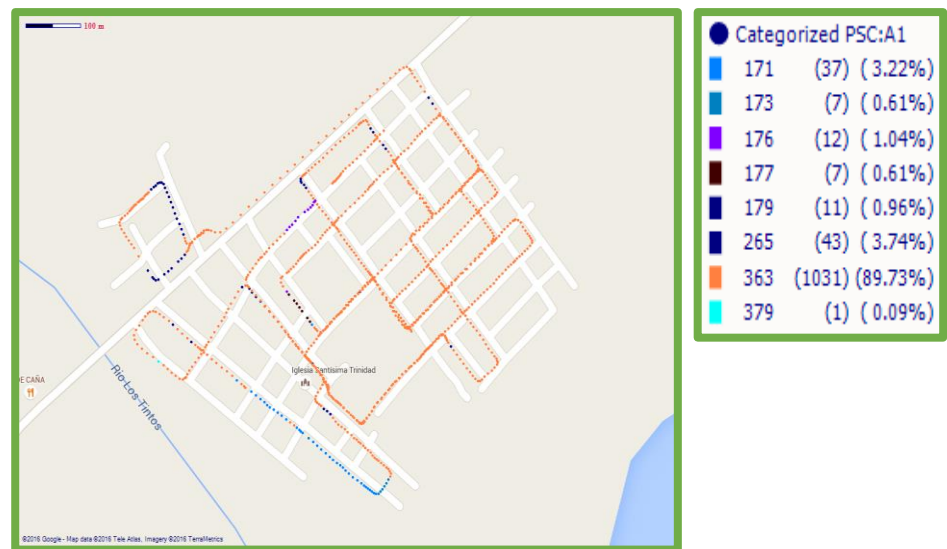 100 m
Iglesia Santísima Trinidad
E CAÑA
Rio Los Tintos
©2016 Google - Map data ©2016 Tele Atlas, Imagery ©2016 TerraMetrics
Categorized PSC:A1
171 (37) ( 3.22%)
173 (7) ( 0.61%)
176 (12) ( 1.04%)
177 (7) ( 0.61%)
179 (11) ( 0.96%)
265 (43) ( 3.74%)
363 (1031) (89.73%)
379 (1) ( 0.09%)